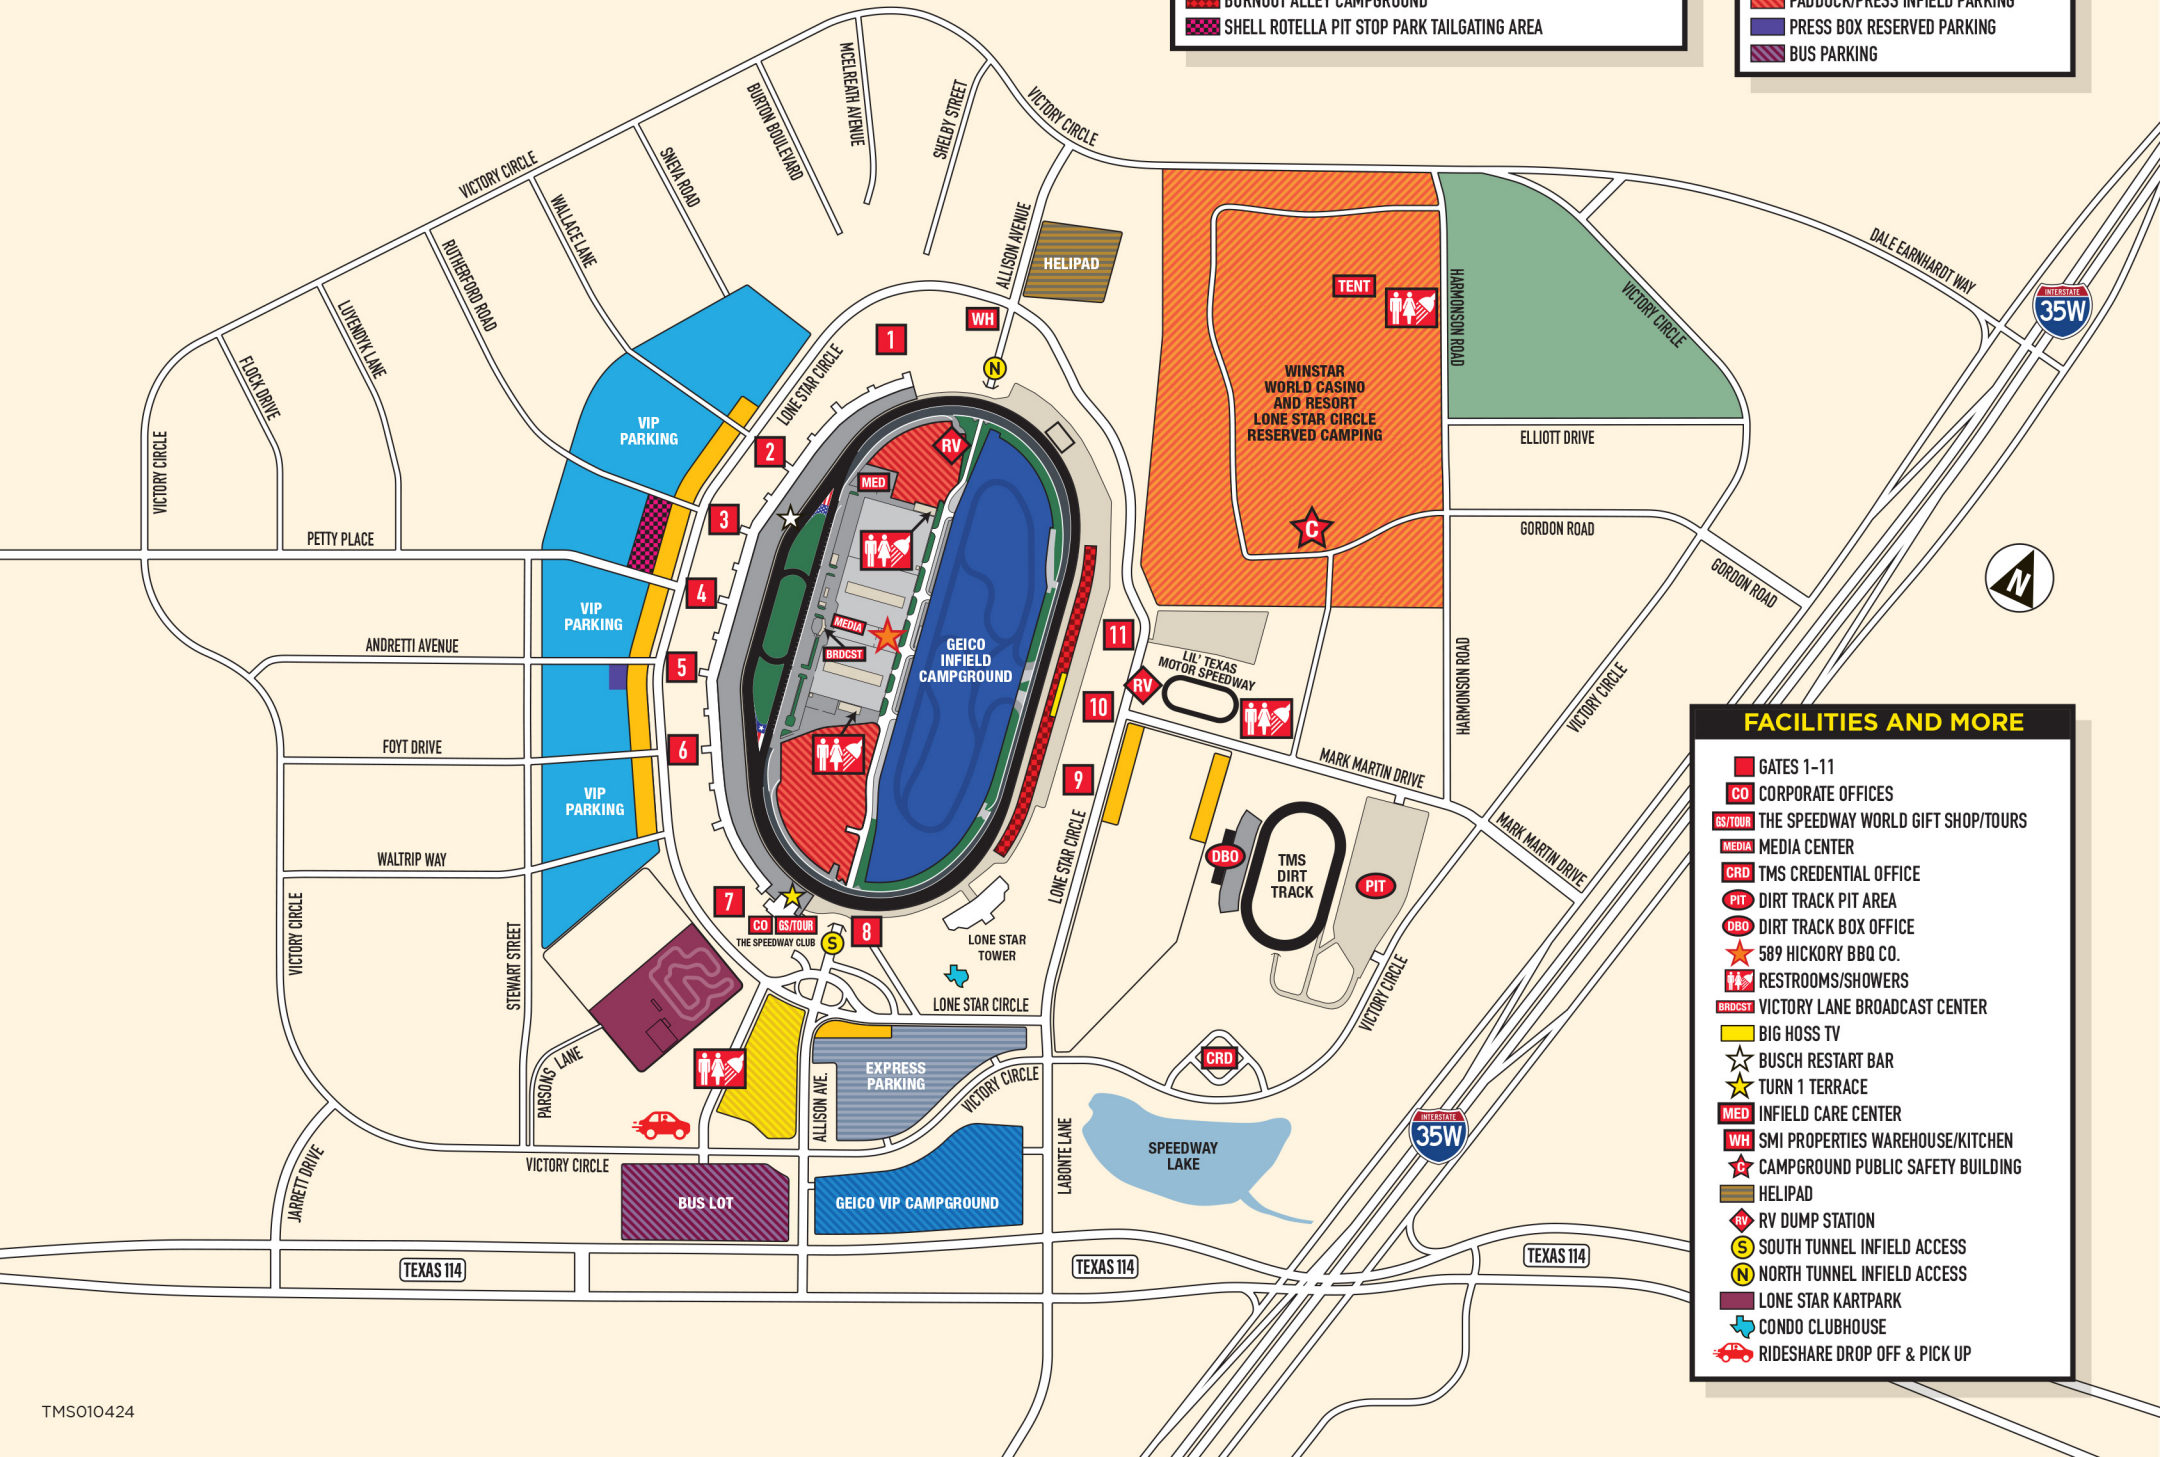 BURNOUT ALLEY CAMPGROUND
SHELL ROTELLA PIT STOP PARK TAILGATING AREA
PADDOCK/PRESS INFIELD PARKING
PRESS BOX RESERVED PARKING
BUS PARKING
MCELREATH AVENUE
BURTON BOULEVARD
SHELBY STREET
VICTORY CIRCLE
SNEVA ROAD
VICTORY CIRCLE
WALLACE LANE
RUTHERFORD ROAD
LUYENDYK LANE
FLOCK DRIVE
VICTORY CIRCLE
ALLISON AVENUE
HELIPAD
WH
1
N
LONE STAR CIRCLE
TENT
HARMONSON ROAD
VICTORY CIRCLE
DALE EARNHARDT WAY
INTERSTATE
35W
WINSTAR
WORLD CASINO
AND RESORT
LONE STAR CIRCLE
RESERVED CAMPING
C
ELLIOTT DRIVE
GORDON ROAD
GORDON ROAD
N
VIP
PARKING
2
3
4
5
6
7
8
9
10
11
RV
MED
MEDIA
BRDCST
GEICO
INFIELD
CAMPGROUND
PETTY PLACE
VIP
PARKING
ANDRETTI AVENUE
FOYT DRIVE
VIP
PARKING
WALTRIP WAY
VICTORY CIRCLE
STEWART STREET
LIL' TEXAS
MOTOR SPEEDWAY
RV
HARMONSON ROAD
VICTORY CIRCLE
MARK MARTIN DRIVE
MARK MARTIN DRIVE
LONE STAR CIRCLE
DBO
TMS
DIRT
TRACK
PIT
VICTORY CIRCLE
CO
GS/TOUR
THE SPEEDWAY CLUB
S
LONE STAR
TOWER
LONE STAR CIRCLE
PARSONS LANE
ALLISON AVE.
EXPRESS
PARKING
VICTORY CIRCLE
CRD
LABONTE LANE
SPEEDWAY
LAKE
INTERSTATE
35W
JARRETT DRIVE
VICTORY CIRCLE
BUS LOT
GEICO VIP CAMPGROUND
TEXAS 114
TEXAS 114
TEXAS 114
FACILITIES AND MORE
GATES 1-11
CO CORPORATE OFFICES
GS/TOUR THE SPEEDWAY WORLD GIFT SHOP/TOURS
MEDIA MEDIA CENTER
CRD TMS CREDENTIAL OFFICE
PIT DIRT TRACK PIT AREA
DBO DIRT TRACK BOX OFFICE
589 HICKORY BBQ CO.
RESTROOMS/SHOWERS
BRDCST VICTORY LANE BROADCAST CENTER
BIG HOSS TV
BUSCH RESTART BAR
TURN 1 TERRACE
MED INFIELD CARE CENTER
WH SMI PROPERTIES WAREHOUSE/KITCHEN
C CAMPGROUND PUBLIC SAFETY BUILDING
HELIPAD
RV RV DUMP STATION
S SOUTH TUNNEL INFIELD ACCESS
N NORTH TUNNEL INFIELD ACCESS
LONE STAR KARTPARK
CONDO CLUBHOUSE
RIDESHARE DROP OFF & PICK UP
TMS010424